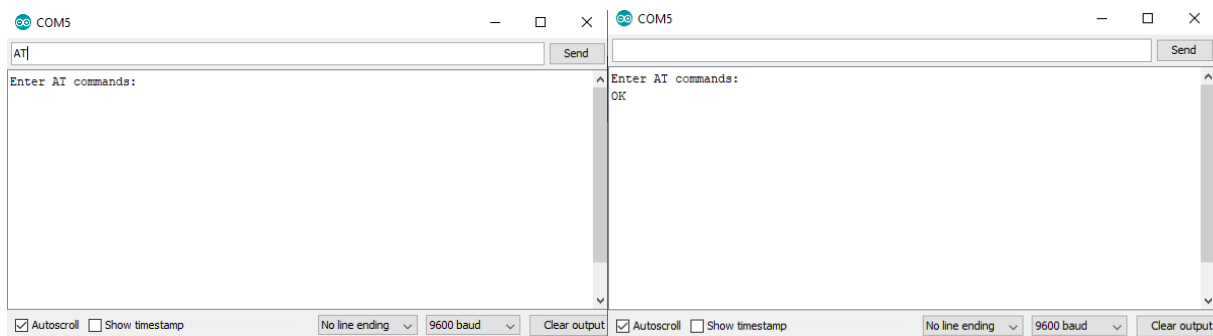 COM5
AT
Send
Enter AT commands:
Autoscroll Show timestamp No line ending 9600 baud Clear output
COM5
Send
Enter AT commands:
OK
Autoscroll Show timestamp No line ending 9600 baud Clear output